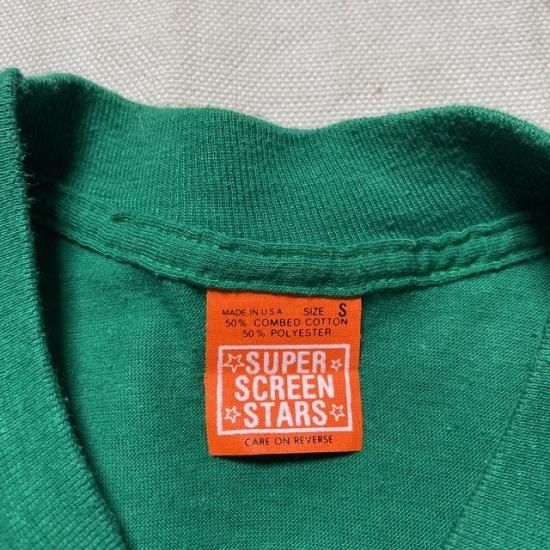 MADE IN U.S.A SIZE S
50% COMBED COTTON
50% POLYESTER
SUPER
SCREEN
STARS
CARE ON REVERSE